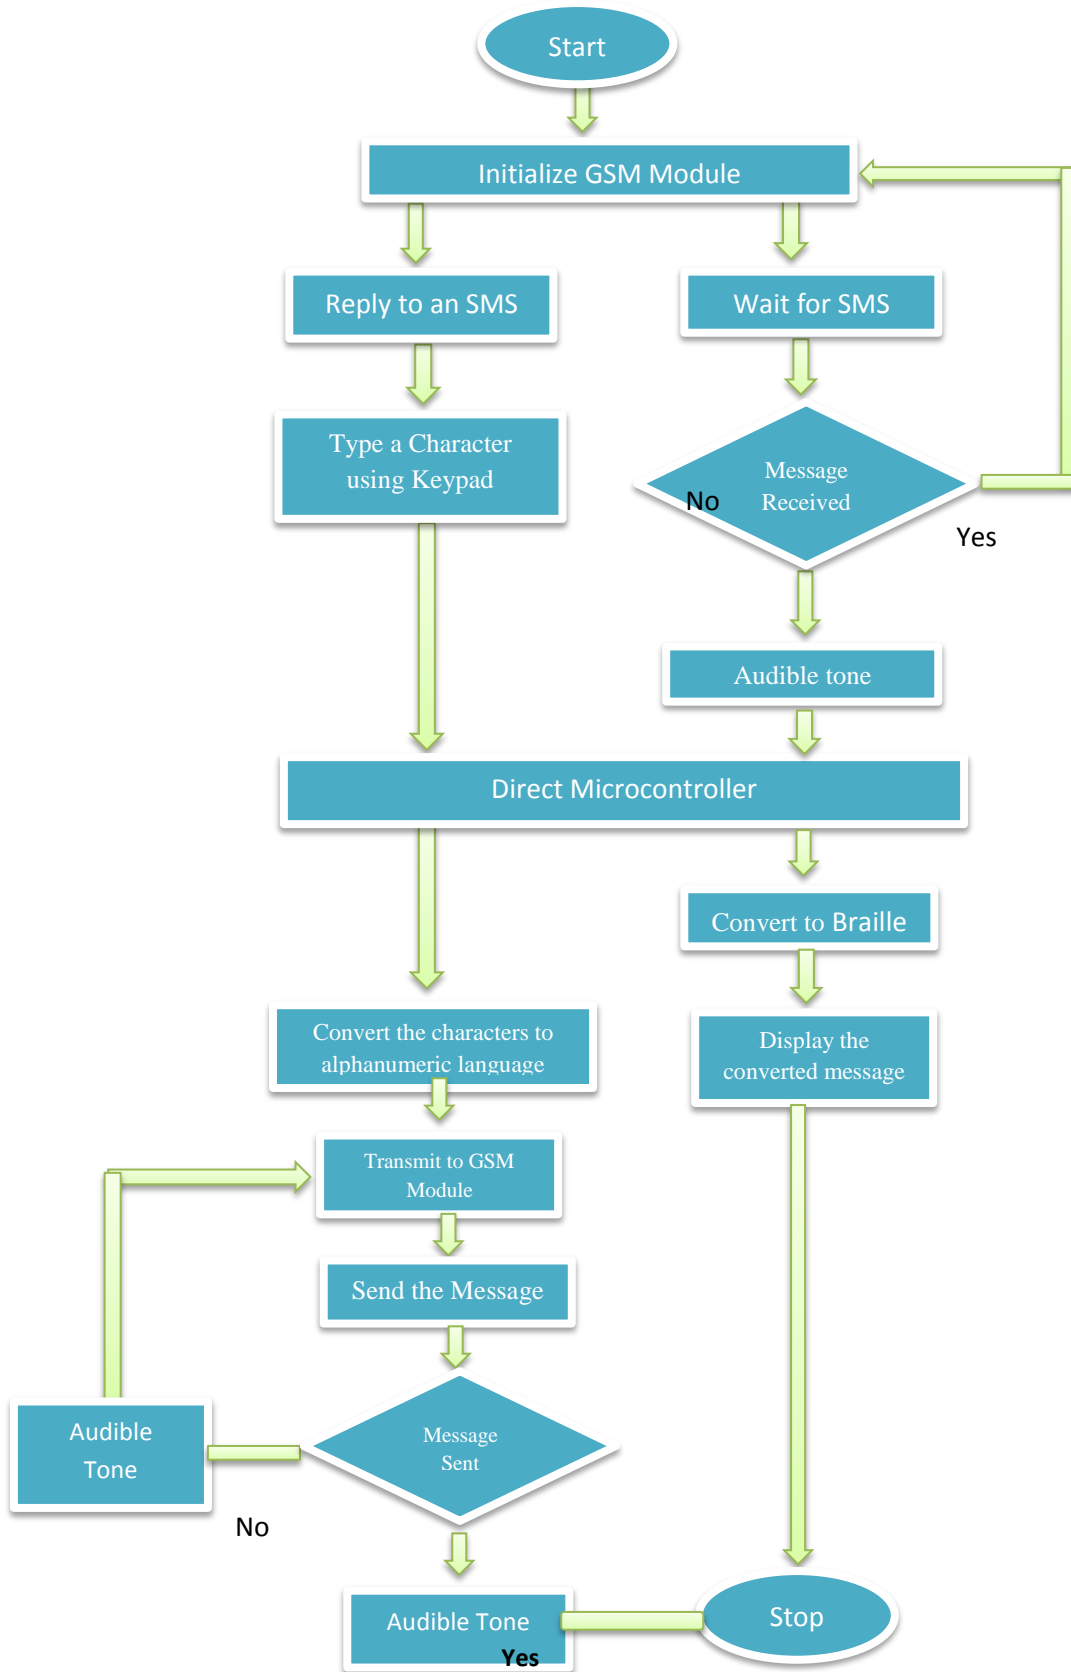 Start
Initialize GSM Module
Reply to an SMS
Wait for SMS
Type a Character
using Keypad
Message
Received
No
Yes
Audible tone
Direct Microcontroller
Convert to Braille
Convert the characters to
alphanumeric language
Display the
converted message
Transmit to GSM
Module
Send the Message
Message
Sent
Audible
Tone
No
Audible Tone
Yes
Stop